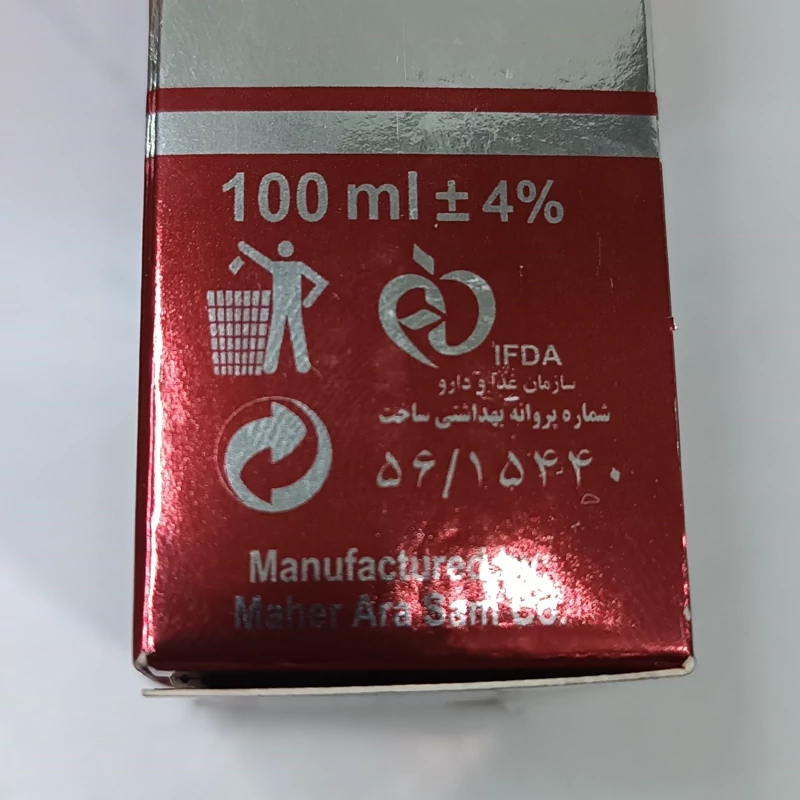 100 ml ± 4%
IFDA
سازمان غذا و دارو
شماره پروانه بهداشتی ساخت
۵۶/۱۵۴۴۰
Manufactured by:
Maher Ara Sam Co.